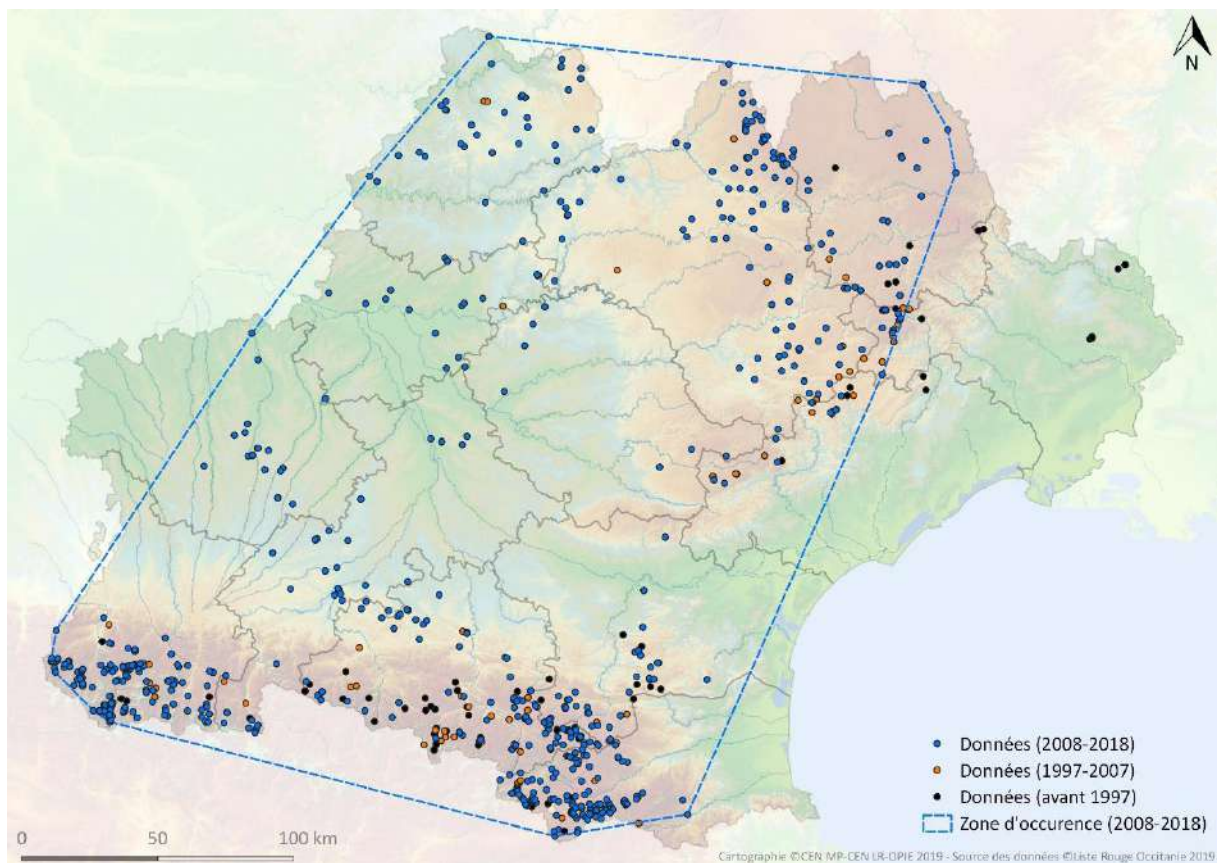 N
Données (2008-2018)
Données (1997-2007)
Données (avant 1997)
Zone d'occurence (2008-2018)
0 50 100 km
Cartographie ©CEN MP-CEN LR-OPIE 2019 - Source des données ©Liste Rouge Occitanie 2019